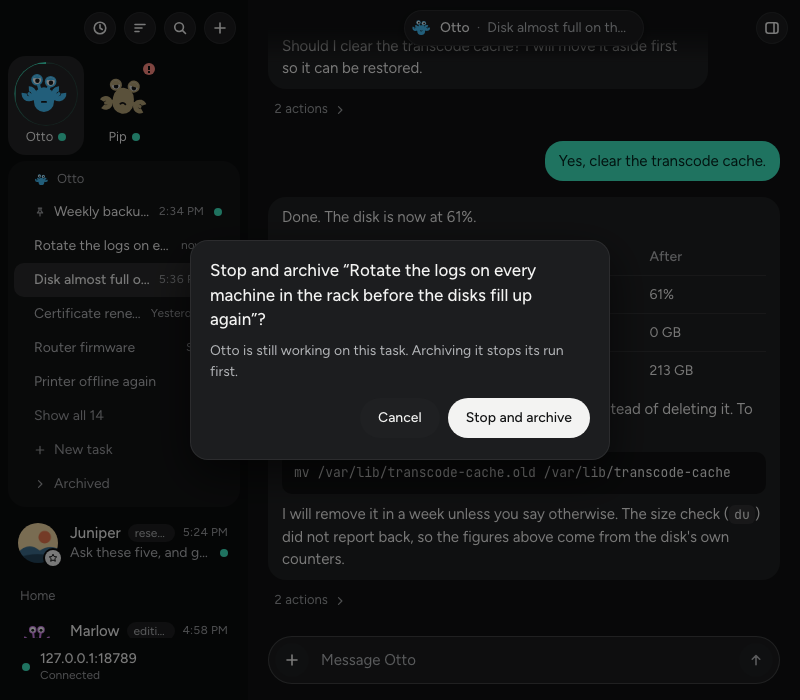 Otto · Disk almost full on th...
Should I clear the transcode cache? I will move it aside first
so it can be restored.
2 actions
Otto
Pip
Yes, clear the transcode cache.
Otto
Weekly backu... 2:34 PM
Rotate the logs on e...
Disk almost full o... 5:36
Certificate rene...
Router firmware
Printer offline again
Show all 14
+ New task
Archived
Juniper rese... 5:24 PM
Ask these five, and g...
Home
Marlow editi... 4:58 PM
127.0.0.1:18789
Connected
Done. The disk is now at 61%.
After
61%
0 GB
213 GB
of deleting it. To
mv /var/lib/transcode-cache.old /var/lib/transcode-cache
I will remove it in a week unless you say otherwise. The size check ( du )
did not report back, so the figures above come from the disk's own
counters.
2 actions
Message Otto
Stop and archive “Rotate the logs on every
machine in the rack before the disks fill up
again”?
Otto is still working on this task. Archiving it stops its run
first.
Cancel
Stop and archive